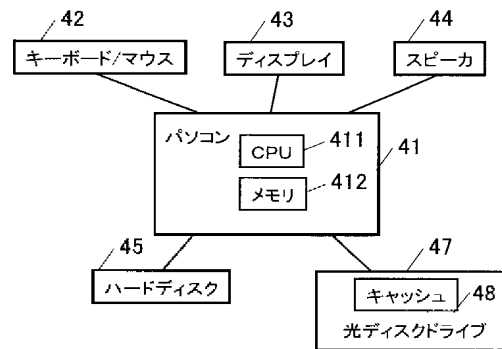 42
43
44
キーボード/マウス
ディスプレイ
スピーカ
パソコン
CPU
411
41
メモリ
412
45
47
ハードディスク
キャッシュ
48
光ディスクドライブ